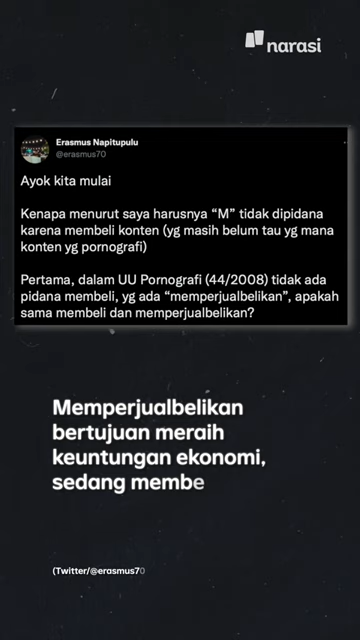 narasi
Erasmus Napitupulu
@erasmus70
Ayok kita mulai
Kenapa menurut saya harusnya “M” tidak dipidana
karena membeli konten (yg masih belum tau yg mana
konten yg pornografi)
Pertama, dalam UU Pornografi (44/2008) tidak ada
pidana membeli, yg ada “memperjualbelikan”, apakah
sama membeli dan memperjualbelikan?
Memperjualbelikan
bertujuan meraih
keuntungan ekonomi,
sedang membe
(Twitter/@erasmus70